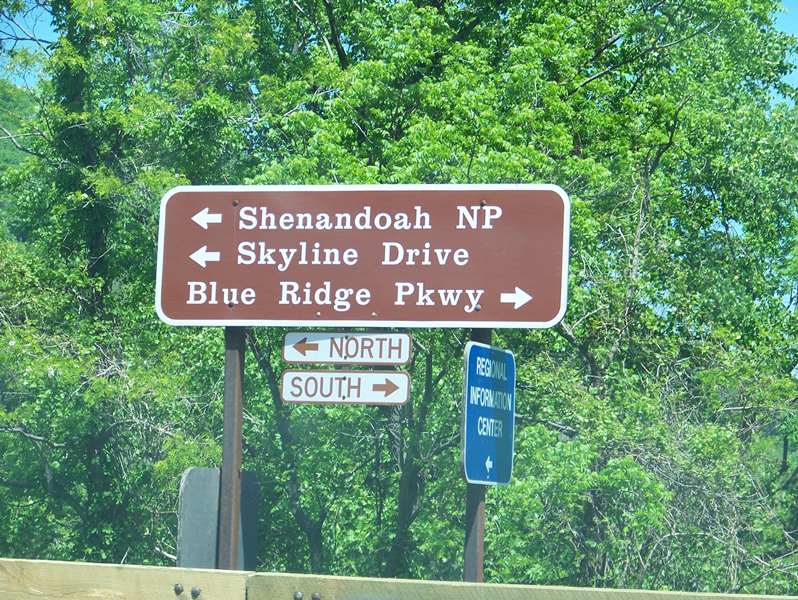 ← Shenandoah NP
← Skyline Drive
Blue Ridge Pkwy →
← NORTH
SOUTH →
REGIONAL
INFORMATION
CENTER
←